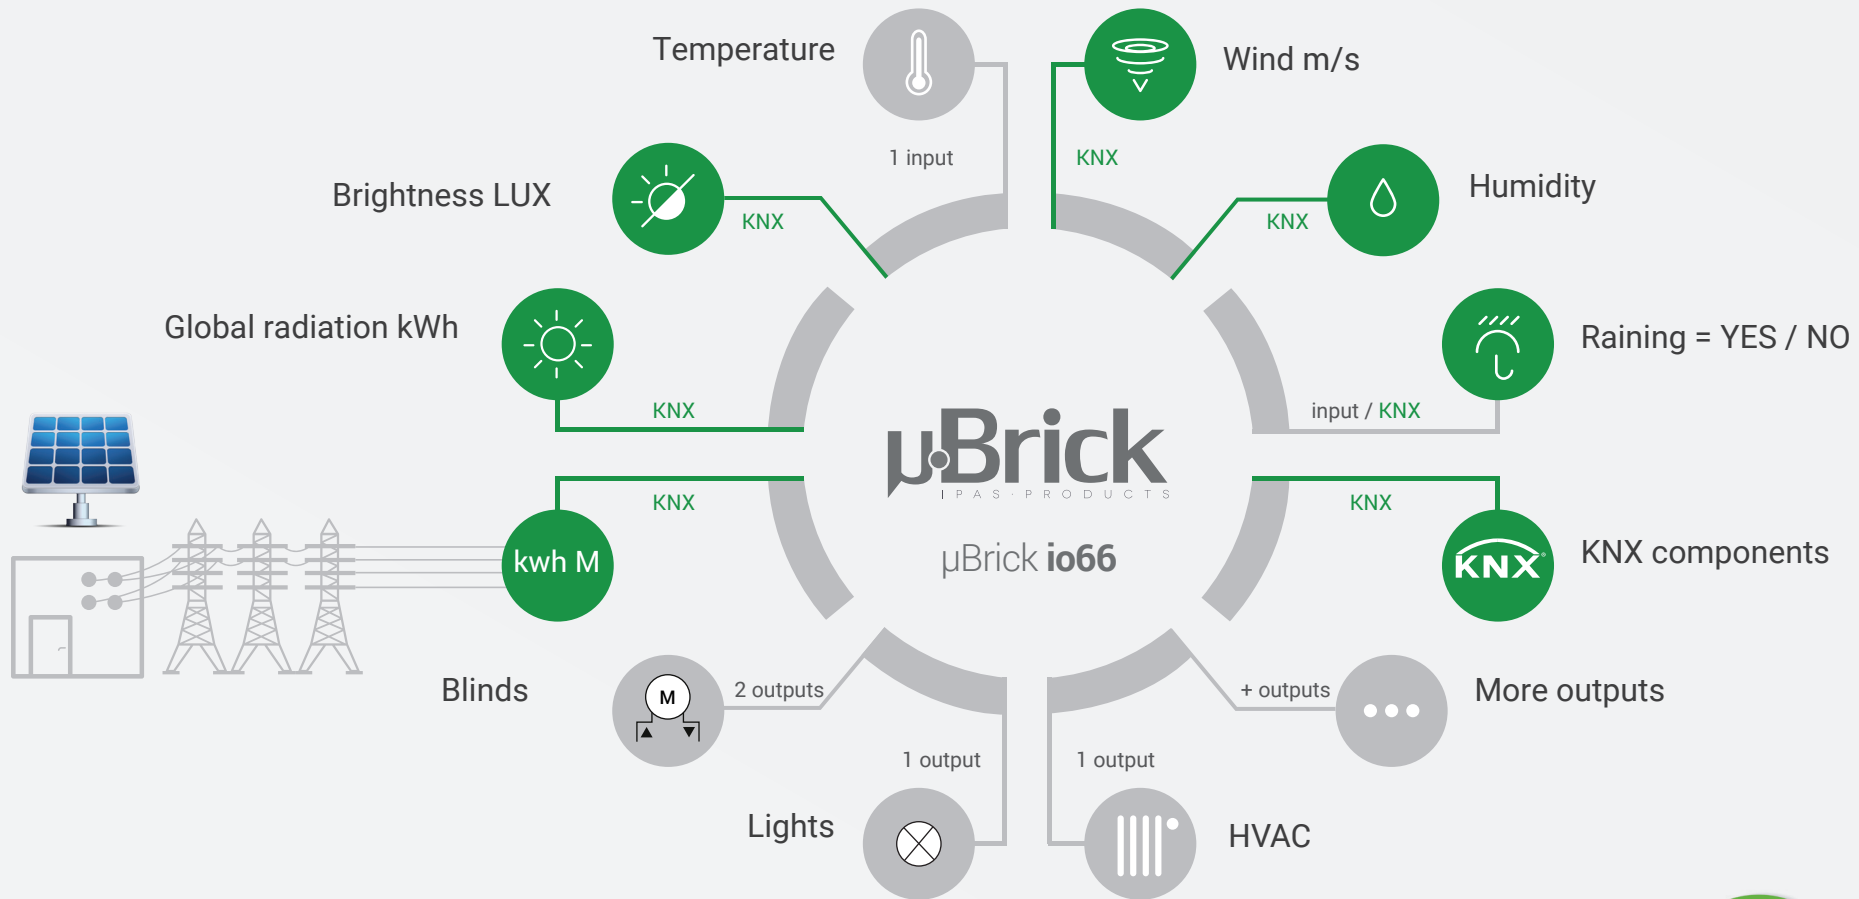 Temperature
Wind m/s
1 input
KNX
Brightness LUX
KNX
KNX
Humidity
Global radiation kWh
Raining = YES / NO
KNX
input / KNX
µBrick
IPAS·PRODUCTS
KNX
KNX
µBrick io66
kwh M
KNX
KNX components
Blinds
M
2 outputs
+ outputs
More outputs
1 output
1 output
Lights
HVAC